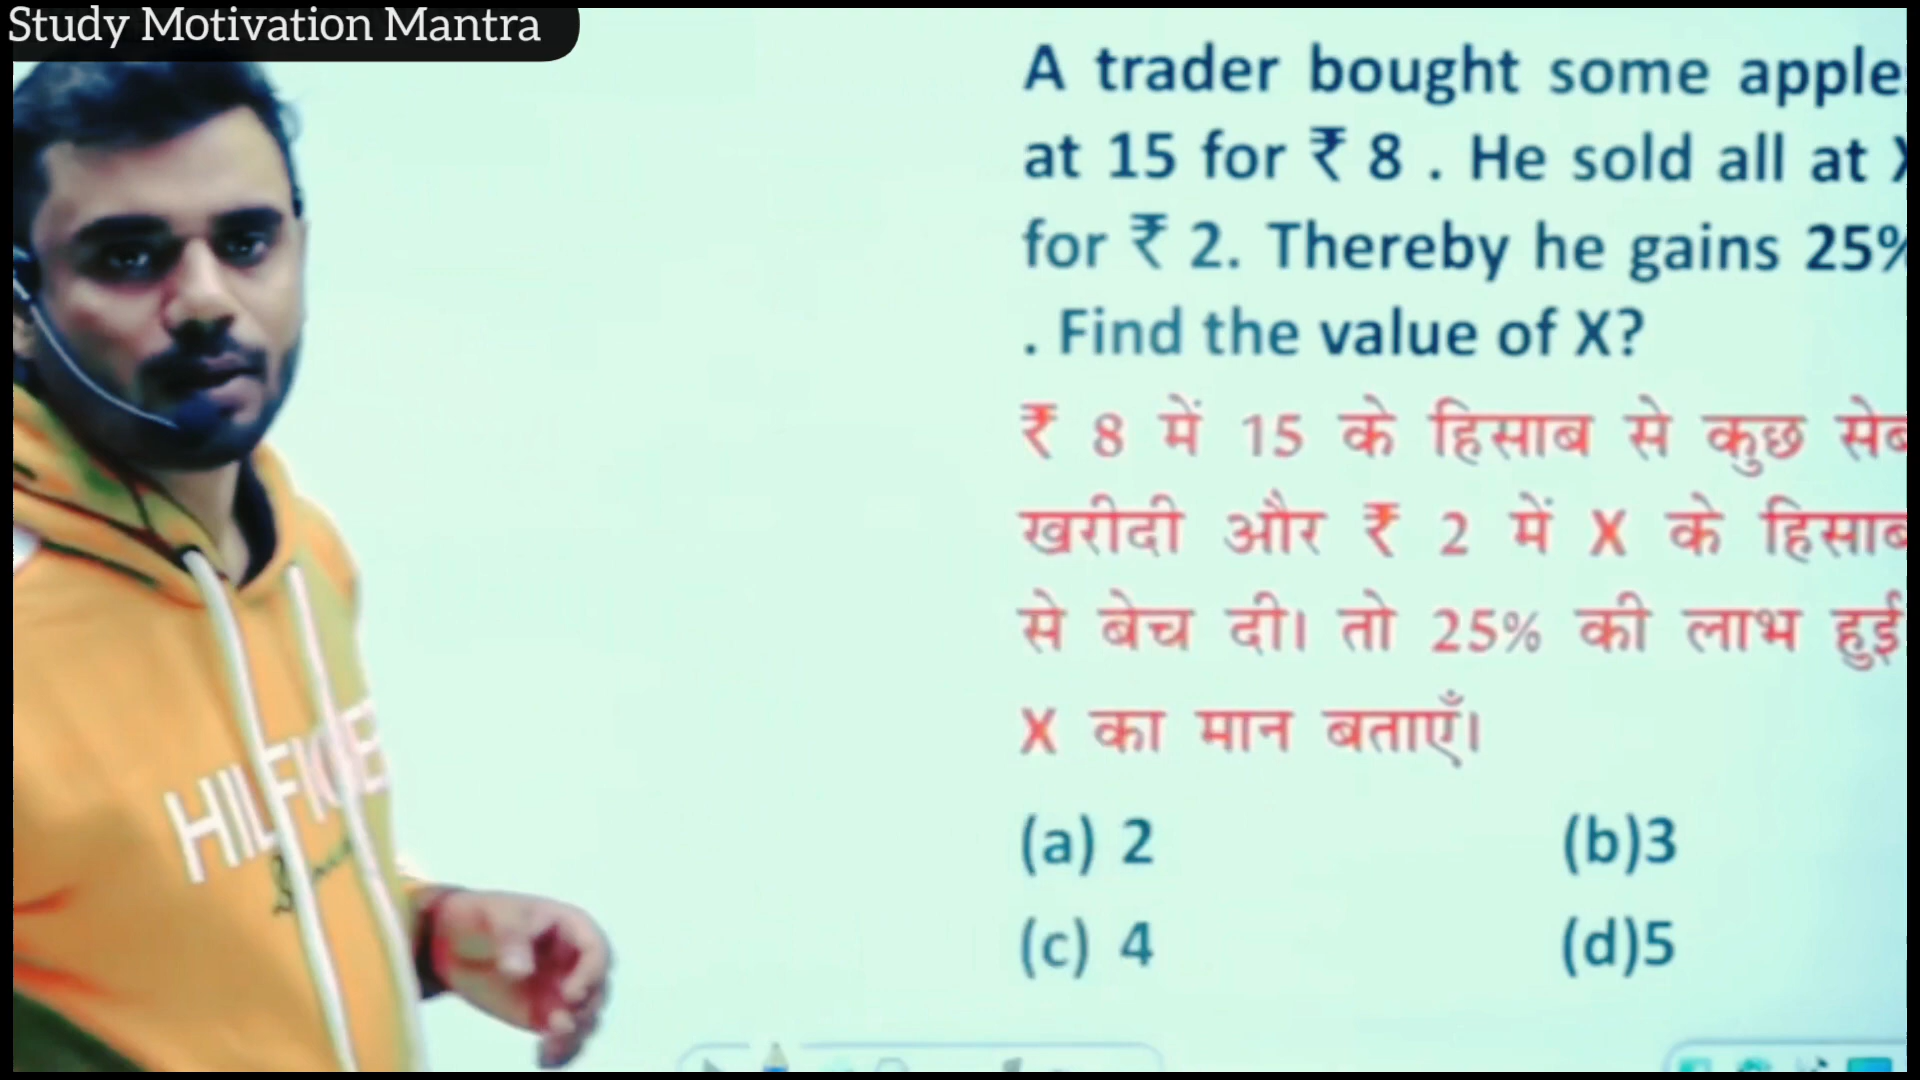 Study Motivation Mantra
A trader bought some apple
at 15 for ₹ 8 . He sold all at X
for ₹ 2. Thereby he gains 25%
. Find the value of X?
₹ 8 में 15 के हिसाब से कुछ सेब
खरीदी और ₹ 2 में X के हिसाब
से बेच दी। तो 25% की लाभ हुई
X का मान बताएँ।
(a) 2 (b)3
(c) 4 (d)5
HILFIGER